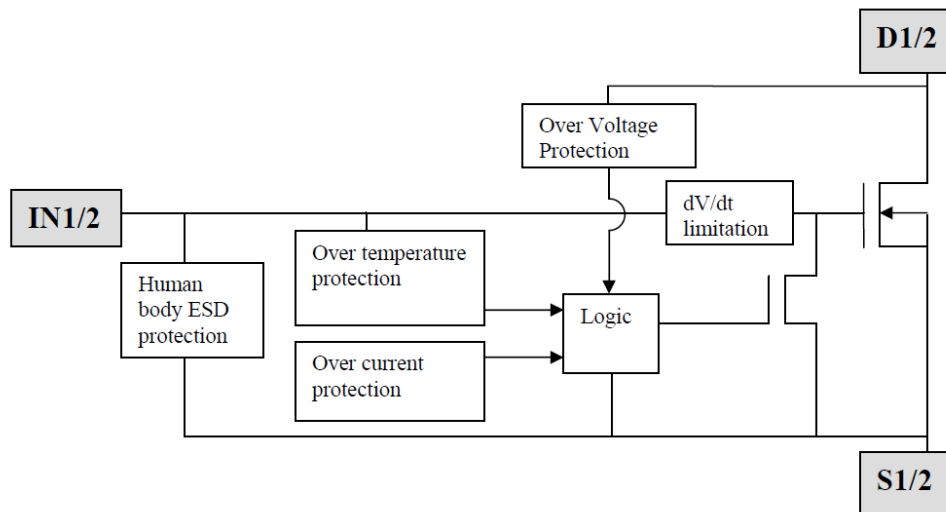 D1/2
Over Voltage
Protection
IN1/2
dV/dt
limitation
Over temperature
protection
Human
body ESD
protection
Logic
Over current
protection
S1/2